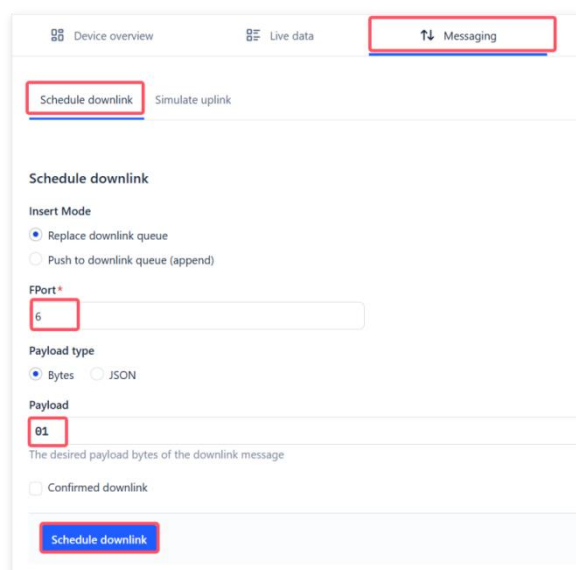 Device overview
Live data
Messaging
Schedule downlink
Simulate uplink
Schedule downlink
Insert Mode
Replace downlink queue
Push to downlink queue (append)
FPort*
6
Payload type
Bytes
JSON
Payload
01
The desired payload bytes of the downlink message
Confirmed downlink
Schedule downlink